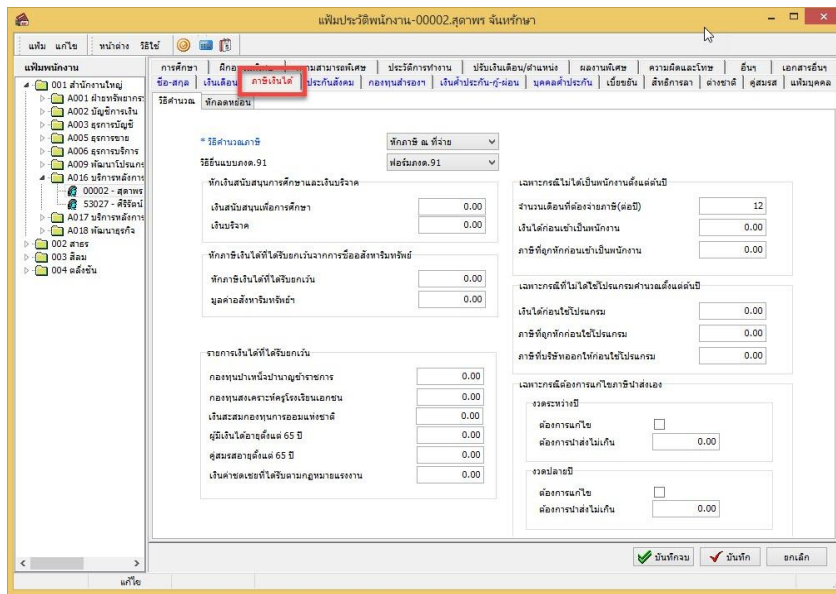 แฟ้มประวัติพนักงาน-00002.สุดาพร จันทรักษา
แฟ้ม แก้ไข หน้าต่าง วิธีใช้
แฟ้มพนักงาน
001 สำนักงานใหญ่
A001 ฝ่ายทรัพยากร
A002 บัญชีการเงิน
A003 ธุรการบัญชี
A005 ธุรการขาย
A006 ธุรการบริการ
A009 พัฒนาโปรแกร
A016 บริการหลังการ
00002 - สุดาพร
53027 - ศิริรัตน์
A017 บริการหลังการ
A018 พัฒนาธุรกิจ
002 สาธร
003 สีลม
004 ตลิ่งชัน
การศึกษา ประวัติการทำงาน ปรับเงินเดือน/ตำแหน่ง ผลงานพิเศษ ความผิดและโทษ อื่นๆ เอกสารอื่นๆ
ชื่อ-สกุล เงินเดือน ภาษีเงินได้ ประกันสังคม กองทุนสำรองฯ เงินค้ำประกัน-กู้-ผ่อน บุคคลค้ำประกัน เบี้ยขยัน สิทธิการลา ต่างชาติ คู่สมรส แฟ้มบุคคล
วิธีคำนวณ หักลดหย่อน
* วิธีคำนวณภาษี หักภาษี ณ ที่จ่าย
วิธียื่นแบบภงด.91 ฟอร์มภงด.91
หักเงินสนับสนุนการศึกษาและเงินบริจาค
เงินสนับสนุนเพื่อการศึกษา 0.00
เงินบริจาค 0.00
หักภาษีเงินได้ที่ได้รับยกเว้นจากการซื้ออสังหาริมทรัพย์
หักภาษีเงินได้ที่ได้รับยกเว้น 0.00
มูลค่าอสังหาริมทรัพย์ฯ 0.00
รายการเงินได้ที่ได้รับยกเว้น
กองทุนบำเหน็จบำนาญข้าราชการ 0.00
กองทุนสงเคราะห์ครูโรงเรียนเอกชน 0.00
เงินสะสมกองทุนการออมแห่งชาติ 0.00
ผู้มีเงินได้อายุตั้งแต่ 65 ปี 0.00
คู่สมรสอายุตั้งแต่ 65 ปี 0.00
เงินค่าชดเชยที่ได้รับตามกฎหมายแรงงาน 0.00
เฉพาะกรณีไม่ได้เป็นพนักงานตั้งแต่ต้นปี
จำนวนเดือนที่ต้องจ่ายภาษี(ต่อปี) 12
เงินได้ก่อนเข้าเป็นพนักงาน 0.00
ภาษีที่ถูกหักก่อนเข้าเป็นพนักงาน 0.00
เฉพาะกรณีที่ไม่ได้ใช้โปรแกรมคำนวณตั้งแต่ต้นปี
เงินได้ก่อนใช้โปรแกรม 0.00
ภาษีที่ถูกหักก่อนใช้โปรแกรม 0.00
ภาษีที่บริษัทออกให้ก่อนใช้โปรแกรม 0.00
เฉพาะกรณีต้องการแก้ไขภาษีนำส่งเอง
งวดระหว่างปี
ต้องการแก้ไข
ต้องการนำส่งไม่เกิน 0.00
งวดปลายปี
ต้องการแก้ไข
ต้องการนำส่งไม่เกิน 0.00
บันทึกจบ บันทึก ยกเลิก
แก้ไข